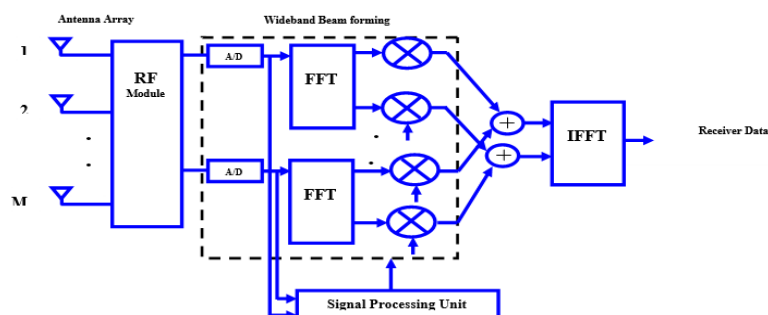 Antenna Array
Wideband Beam forming
1
2
M
RF
Module
A/D
A/D
FFT
FFT
+
+
IFFT
Receiver Data
Signal Processing Unit